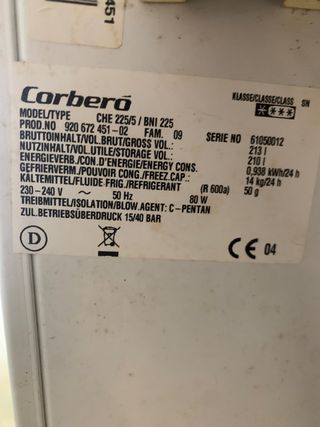 451
Corberó
KLASSE/CLASSE/CLASS SN
MODEL/TYPE CHE 225/5 / BNI 225
PROD.NO 920 672 451-02 FAM. 09 SERIE NO 61050012
BRUTTOINHALT/VOL.BRUT/GROSS VOL.: 213 l
NUTZINHALT/VOL UTILE/STORAGE VOL.: 210 l
ENERGIEVERB./CON.D'ENERGIE/ENERGY CONS. 0,938 kWh/24 h
GEFRIERVERM./POUVOIR CONG./FREEZ.CAP.: 14 kg/24 h
KÄLTEMITTEL/FLUIDE FRIG./REFRIGERANT (R 600a) 50 g
230-240 V ~ 50 Hz 80 W
TREIBMITTEL/ISOLATION/BLOW.AGENT: C-PENTAN
ZUL.BETRIEBSÜBERDRUCK 15/40 BAR
D CE 04